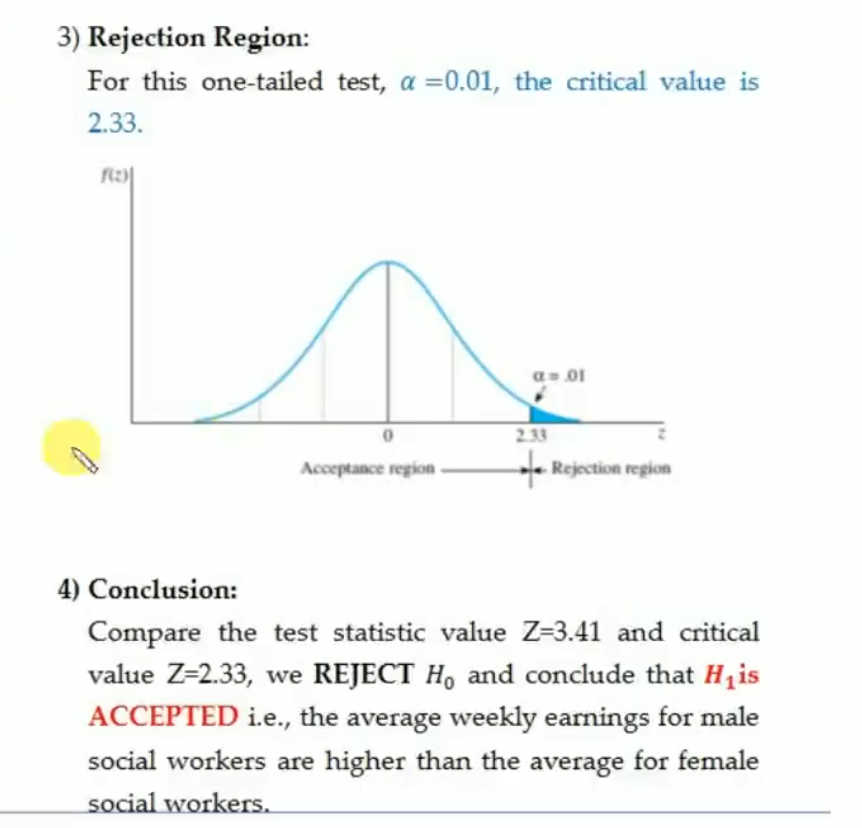 3) Rejection Region:
For this one-tailed test, α =0.01, the critical value is
2.33.
f(z)
α = .01
0 2.33 z
Acceptance region Rejection region
4) Conclusion:
Compare the test statistic value Z=3.41 and critical
value Z=2.33, we REJECT H₀ and conclude that H₁is
ACCEPTED i.e., the average weekly earnings for male
social workers are higher than the average for female
social workers.